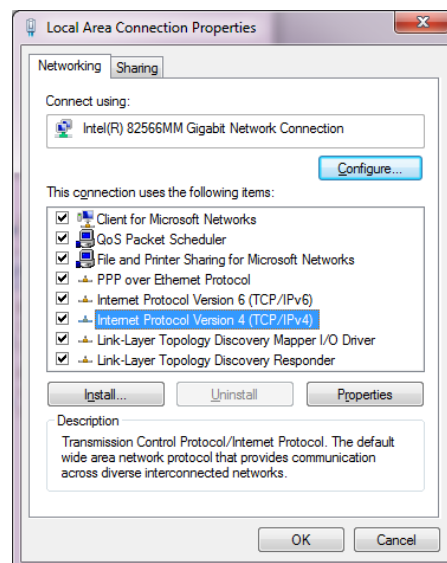 Local Area Connection Properties
Networking
Sharing
Connect using:
Intel(R) 82566MM Gigabit Network Connection
Configure...
This connection uses the following items:
Client for Microsoft Networks
QoS Packet Scheduler
File and Printer Sharing for Microsoft Networks
PPP over Ethernet Protocol
Internet Protocol Version 6 (TCP/IPv6)
Internet Protocol Version 4 (TCP/IPv4)
Link-Layer Topology Discovery Mapper I/O Driver
Link-Layer Topology Discovery Responder
Install...
Uninstall
Properties
Description
Transmission Control Protocol/Internet Protocol. The default
wide area network protocol that provides communication
across diverse interconnected networks.
OK
Cancel